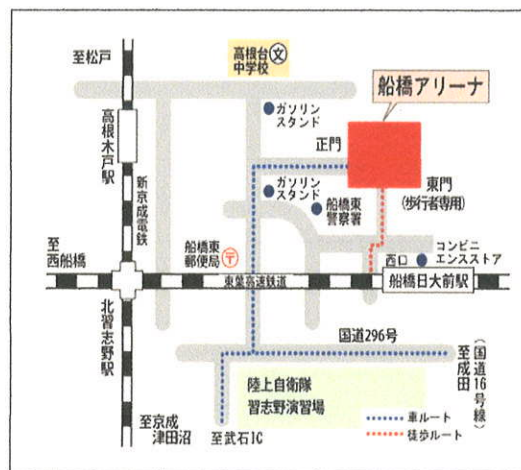 至松戸
高根台
中学校
文
船橋アリーナ
ガソリン
スタンド
高根木戸駅
正門
東門
(歩行者専用)
ガソリン
スタンド
船橋東
警察署
新京成電鉄
至
西船橋
船橋東
郵便局
〒
コンビニ
エンスストア
西口
東葉高速鉄道
船橋日大前駅
北習志野駅
国道296号
至成田
(国道16号線)
陸上自衛隊
習志野演習場
至京成
津田沼
至武石IC
車ルート
徒歩ルート